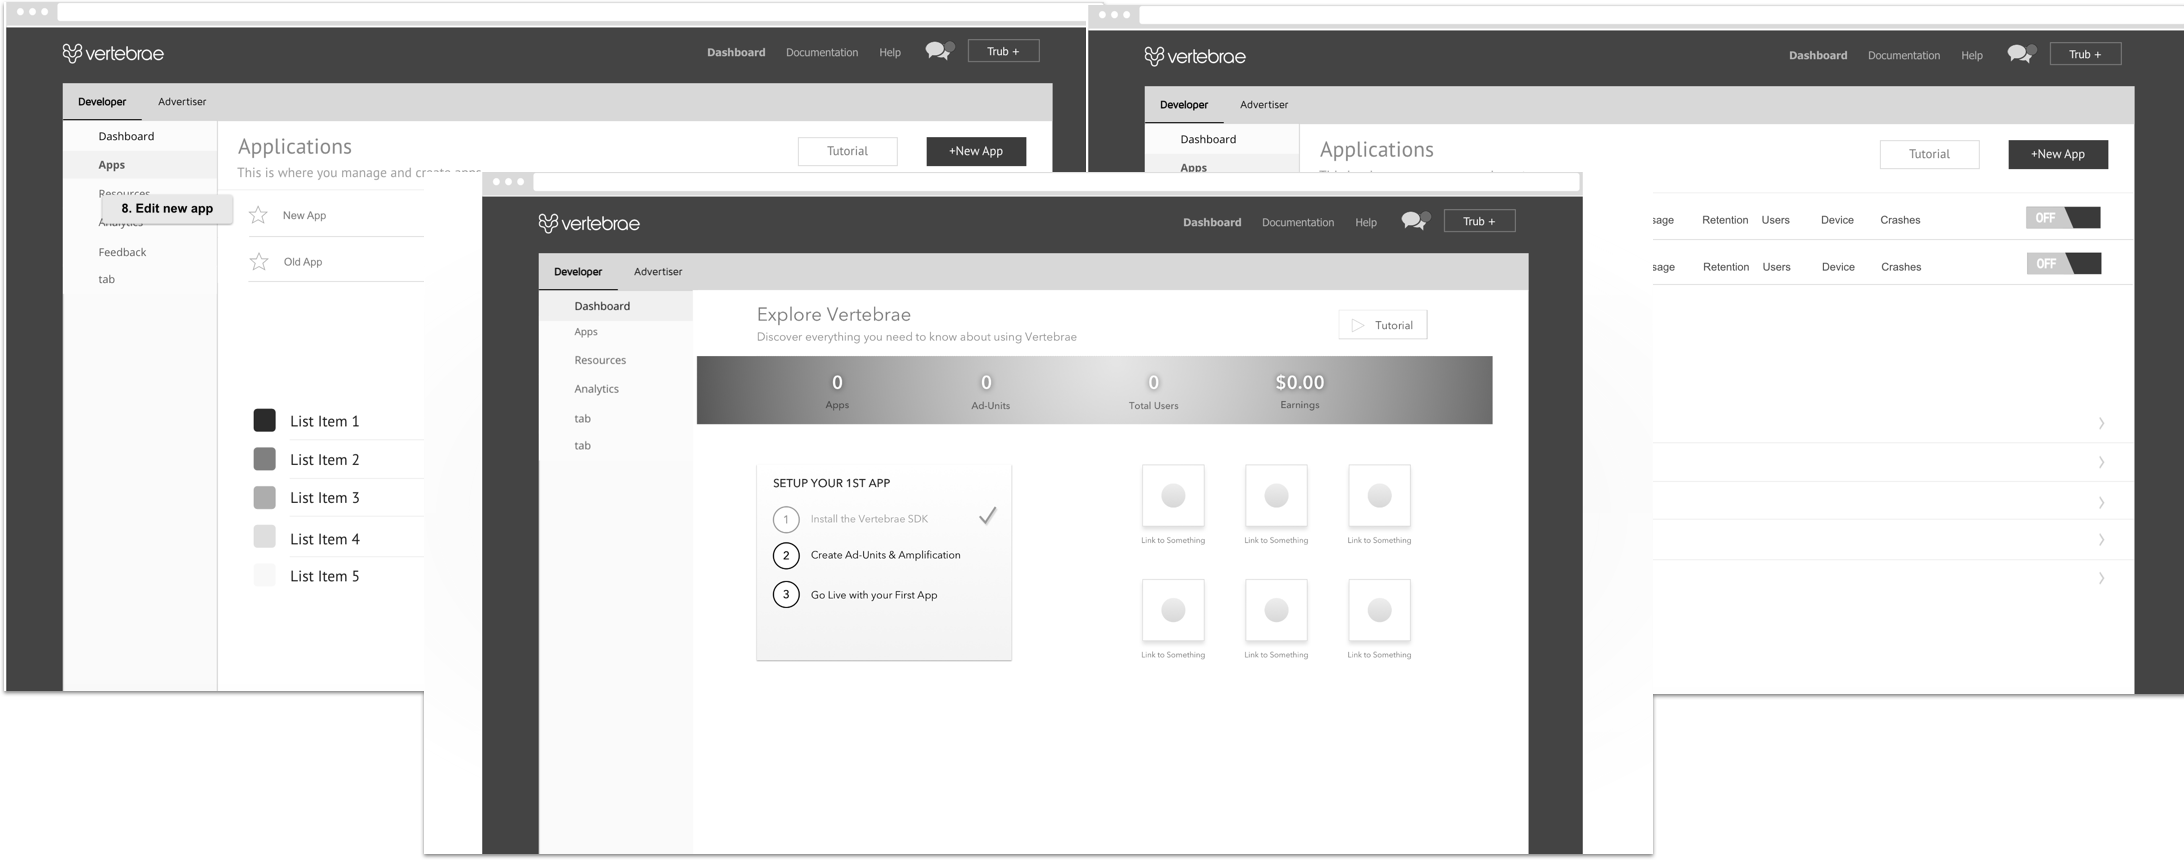 vertebrae
Dashboard Documentation Help Trub +
Developer Advertiser
Dashboard
Apps
Resources
8. Edit new app
Analytics
Feedback
tab
Applications
Tutorial
+New App
This is where you manage and create apps
New App
Old App
List Item 1
List Item 2
List Item 3
List Item 4
List Item 5
vertebrae
Dashboard Documentation Help Trub +
Developer Advertiser
Dashboard
Apps
Resources
Analytics
tab
tab
Explore Vertebrae
Discover everything you need to know about using Vertebrae
Tutorial
0 0 0 $0.00
Apps Ad-Units Total Users Earnings
SETUP YOUR 1ST APP
1 Install the Vertebrae SDK
2 Create Ad-Units & Amplification
3 Go Live with your First App
Link to Something Link to Something Link to Something
Link to Something Link to Something Link to Something
vertebrae
Dashboard Documentation Help Trub +
Developer Advertiser
Dashboard
Apps
Applications
Tutorial
+New App
sage Retention Users Device Crashes OFF
sage Retention Users Device Crashes OFF